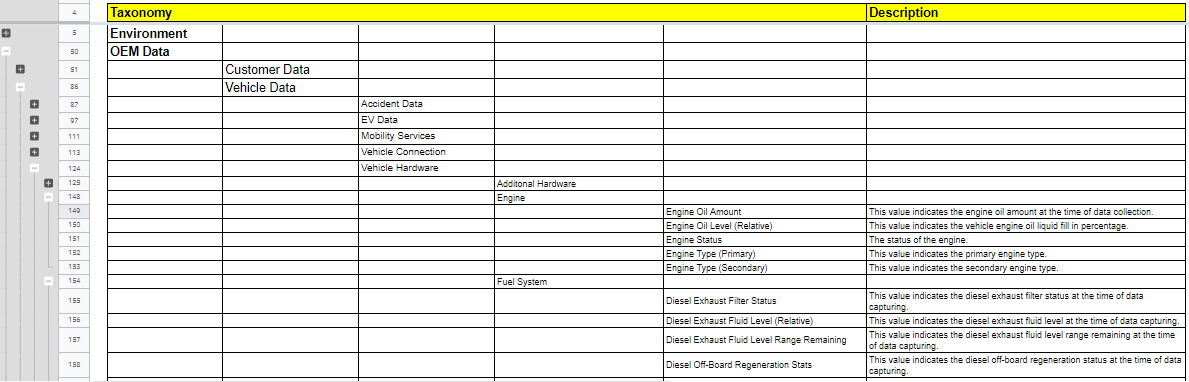 4 Taxonomy Description
5 Environment
50 OEM Data
51 Customer Data
86 Vehicle Data
87 Accident Data
97 EV Data
111 Mobility Services
113 Vehicle Connection
124 Vehicle Hardware
125 Additonal Hardware
148 Engine
149 Engine Oil Amount This value indicates the engine oil amount at the time of data collection.
150 Engine Oil Level (Relative) This value indicates the vehicle engine oil liquid fill in percentage.
151 Engine Status The status of the engine.
152 Engine Type (Primary) This value indicates the primary engine type.
153 Engine Type (Secondary) This value indicates the secondary engine type.
154 Fuel System
155 Diesel Exhaust Filter Status This value indicates the diesel exhaust filter status at the time of data
capturing.
156 Diesel Exhaust Fluid Level (Relative) This value indicates the diesel exhaust fluid level at the time of data capturing.
157 Diesel Exhaust Fluid Level Range Remaining This value indicates the diesel exhaust fluid level range remaining at the time
of data capturing.
158 Diesel Off-Board Regeneration Stats This value indicates the diesel off-board regeneration status at the time of data
capturing.